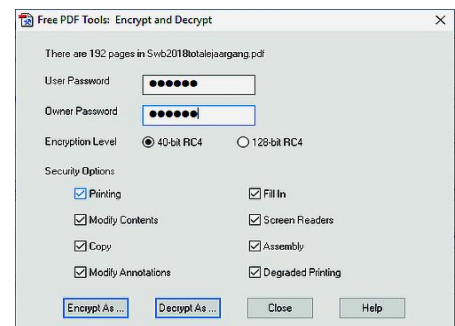 Free PDF Tools: Encrypt and Decrypt
There are 192 pages in Swb2018totalejaargang.pdf
User Password ●●●●●●
Owner Password ●●●●●●
Encryption Level 40-bit RC4 128-bit RC4
Security Options
Printing Fill In
Modify Contents Screen Readers
Copy Assembly
Modify Annotations Degraded Printing
Encrypt As ... Decrypt As ... Close Help